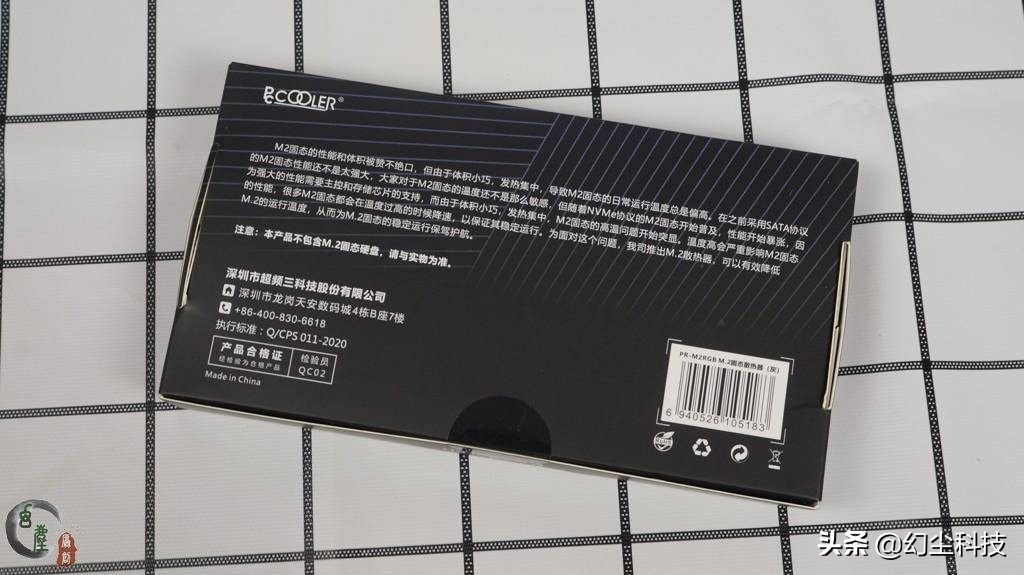 PCCOOLER®
M2固态的性能和体积被赞不绝口，但由于体积小巧，发热集中，导致M2固态的日常运行温度总是偏高。在之前采用SATA协议
的M2固态性能还不是太强大，大家对于M2固态的温度还不是那么敏感，但随着NVMe协议的M2固态开始普及，性能开始暴涨，因
为强大的性能需要主控和存储芯片的支持，而由于体积小巧，发热集中，M2固态的高温问题开始突显。温度高会严重影响M2固态
的性能，很多M2固态都会在温度过高的时候降速，以保证其稳定运行。为面对这个问题，我司推出M.2散热器，可以有效降低
M.2的运行温度，从而为M.2固态的稳定运行保驾护航。
注意：本产品不包含M.2固态硬盘，请与实物为准。
深圳市超频三科技股份有限公司
深圳市龙岗天安数码城4栋B座7楼
+86-400-830-6618
执行标准：Q/CPS 011-2020
产品合格证
经检验为合格产品
检验员
QC02
Made in China
PR-M2RGB M.2固态散热器（灰）
6 940526 105183
RoHS
头条 @幻尘科技